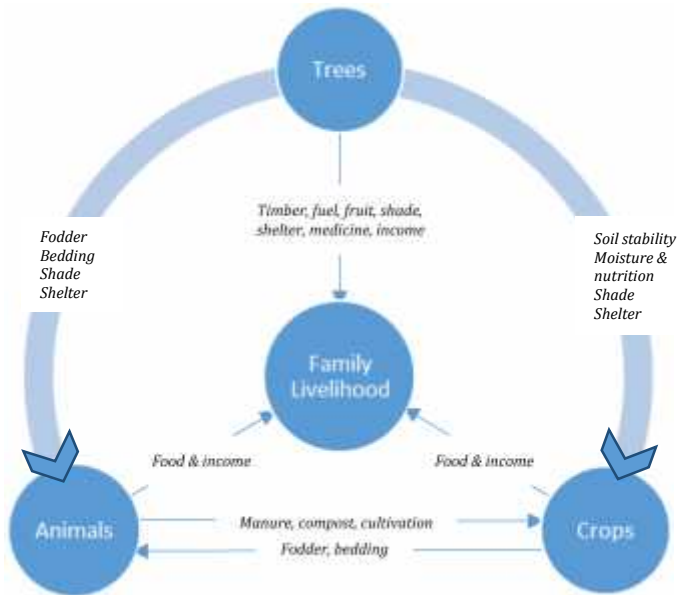 Trees
Timber, fuel, fruit, shade,
shelter, medicine, income
Fodder
Bedding
Shade
Shelter
Soil stability
Moisture &
nutrition
Shade
Shelter
Family
Livelihood
Food & income
Food & income
Animals
Manure, compost, cultivation
Fodder, bedding
Crops